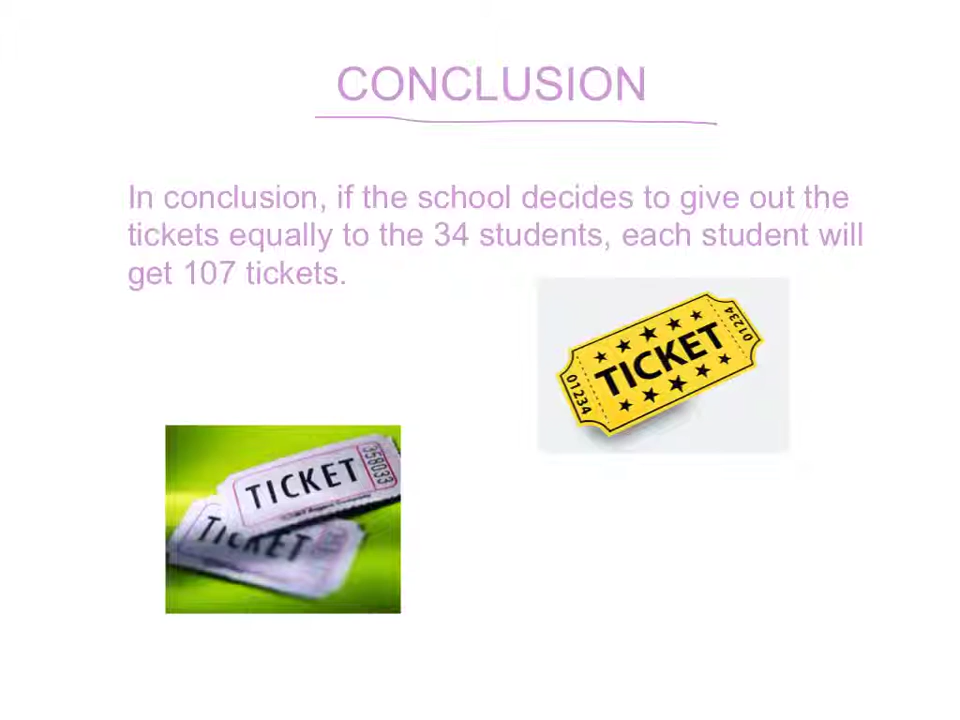 CONCLUSION
In conclusion, if the school decides to give out the
tickets equally to the 34 students, each student will
get 107 tickets.
TICKET
01234
01234
TICKET
358033
TICKET